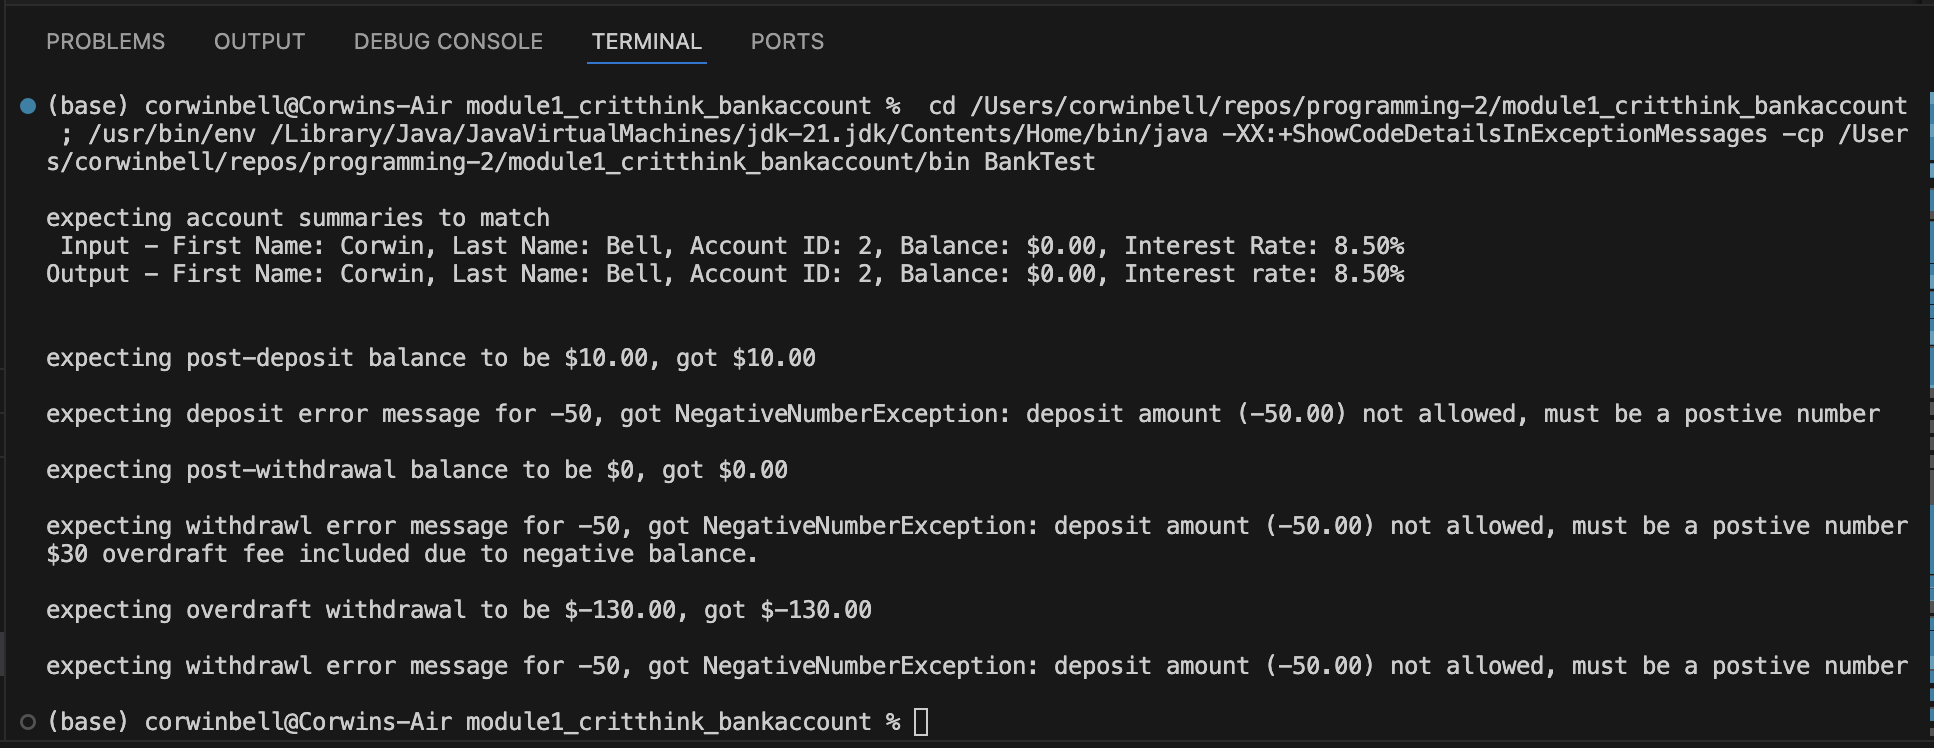 PROBLEMS OUTPUT DEBUG CONSOLE TERMINAL PORTS
(base) corwinbell@Corwins-Air module1_critthink_bankaccount %  cd /Users/corwinbell/repos/programming-2/module1_critthink_bankaccount
 ; /usr/bin/env /Library/Java/JavaVirtualMachines/jdk-21.jdk/Contents/Home/bin/java -XX:+ShowCodeDetailsInExceptionMessages -cp /User
s/corwinbell/repos/programming-2/module1_critthink_bankaccount/bin BankTest
expecting account summaries to match
 Input - First Name: Corwin, Last Name: Bell, Account ID: 2, Balance: $0.00, Interest Rate: 8.50%
Output - First Name: Corwin, Last Name: Bell, Account ID: 2, Balance: $0.00, Interest rate: 8.50%
expecting post-deposit balance to be $10.00, got $10.00
expecting deposit error message for -50, got NegativeNumberException: deposit amount (-50.00) not allowed, must be a postive number
expecting post-withdrawal balance to be $0, got $0.00
expecting withdrawl error message for -50, got NegativeNumberException: deposit amount (-50.00) not allowed, must be a postive number
$30 overdraft fee included due to negative balance.
expecting overdraft withdrawal to be $-130.00, got $-130.00
expecting withdrawl error message for -50, got NegativeNumberException: deposit amount (-50.00) not allowed, must be a postive number
(base) corwinbell@Corwins-Air module1_critthink_bankaccount %